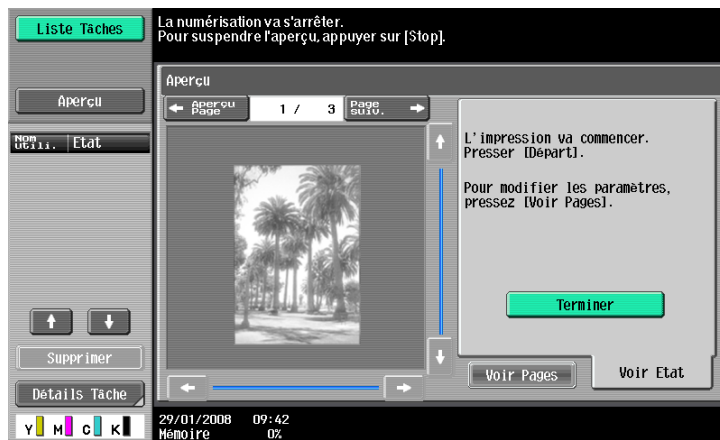 Liste Tâches
La numérisation va s'arrêter.
Pour suspendre l'aperçu, appuyer sur [Stop].
Aperçu
Aperçu
Aperçu Page
1 / 3
Page suiv.
Nom utili.
Etat
L'impression va commencer.
Presser [Départ].
Pour modifier les paramètres,
pressez [Voir Pages].
Terminer
Supprimer
Détails Tâche
Voir Pages
Voir Etat
Y M C K
29/01/2008 09:42
Mémoire 0%